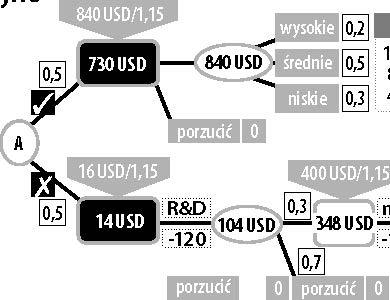 840 USD/1,15
wysokie 0,2
0,5 730 USD 840 USD średnie 0,5
niskie 0,3
porzucić 0
A
16 USD/1,15 400 USD/1,15
0,5 14 USD R&D 104 USD 0,3 348 USD
-120
0,7
porzucić 0 porzucić 0